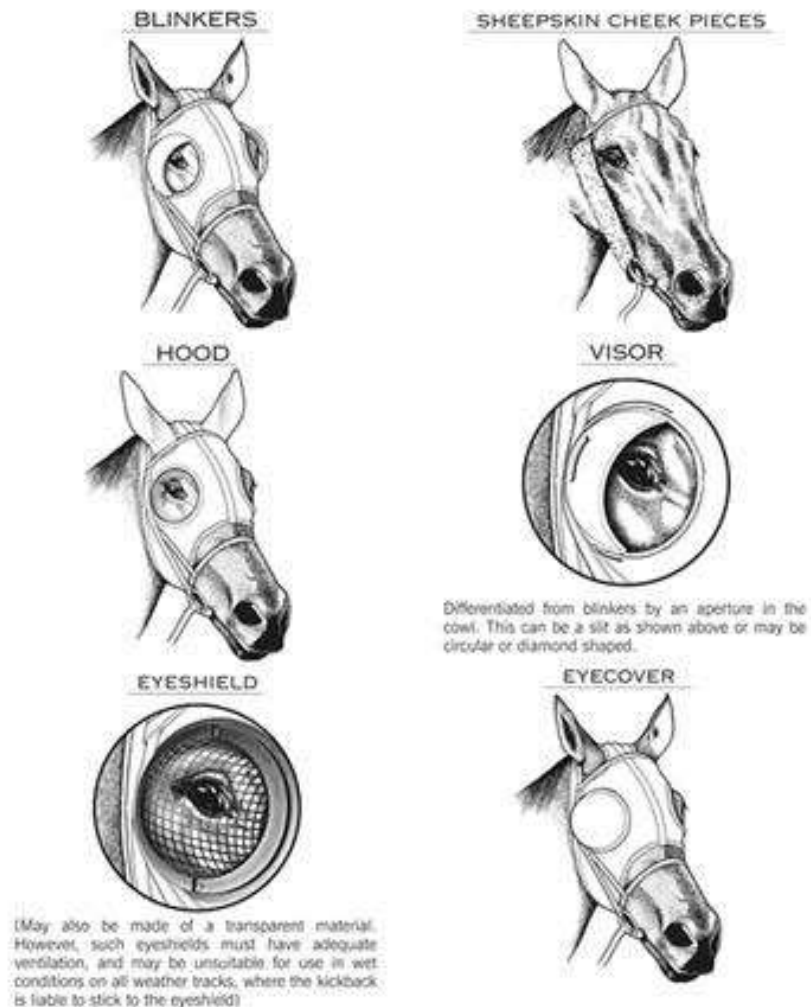 BLINKERS
SHEEPSKIN CHEEK PIECES
HOOD
VISOR
Differentiated from blinkers by an aperture in the
cowl. This can be a slit as shown above or may be
circular or diamond shaped.
EYESHIELD
EYECOVER
(May also be made of a transparent material.
However, such eyeshields must have adequate
ventilation, and may be unsuitable for use in wet
conditions on all weather tracks, where the kickback
is liable to stick to the eyeshield)